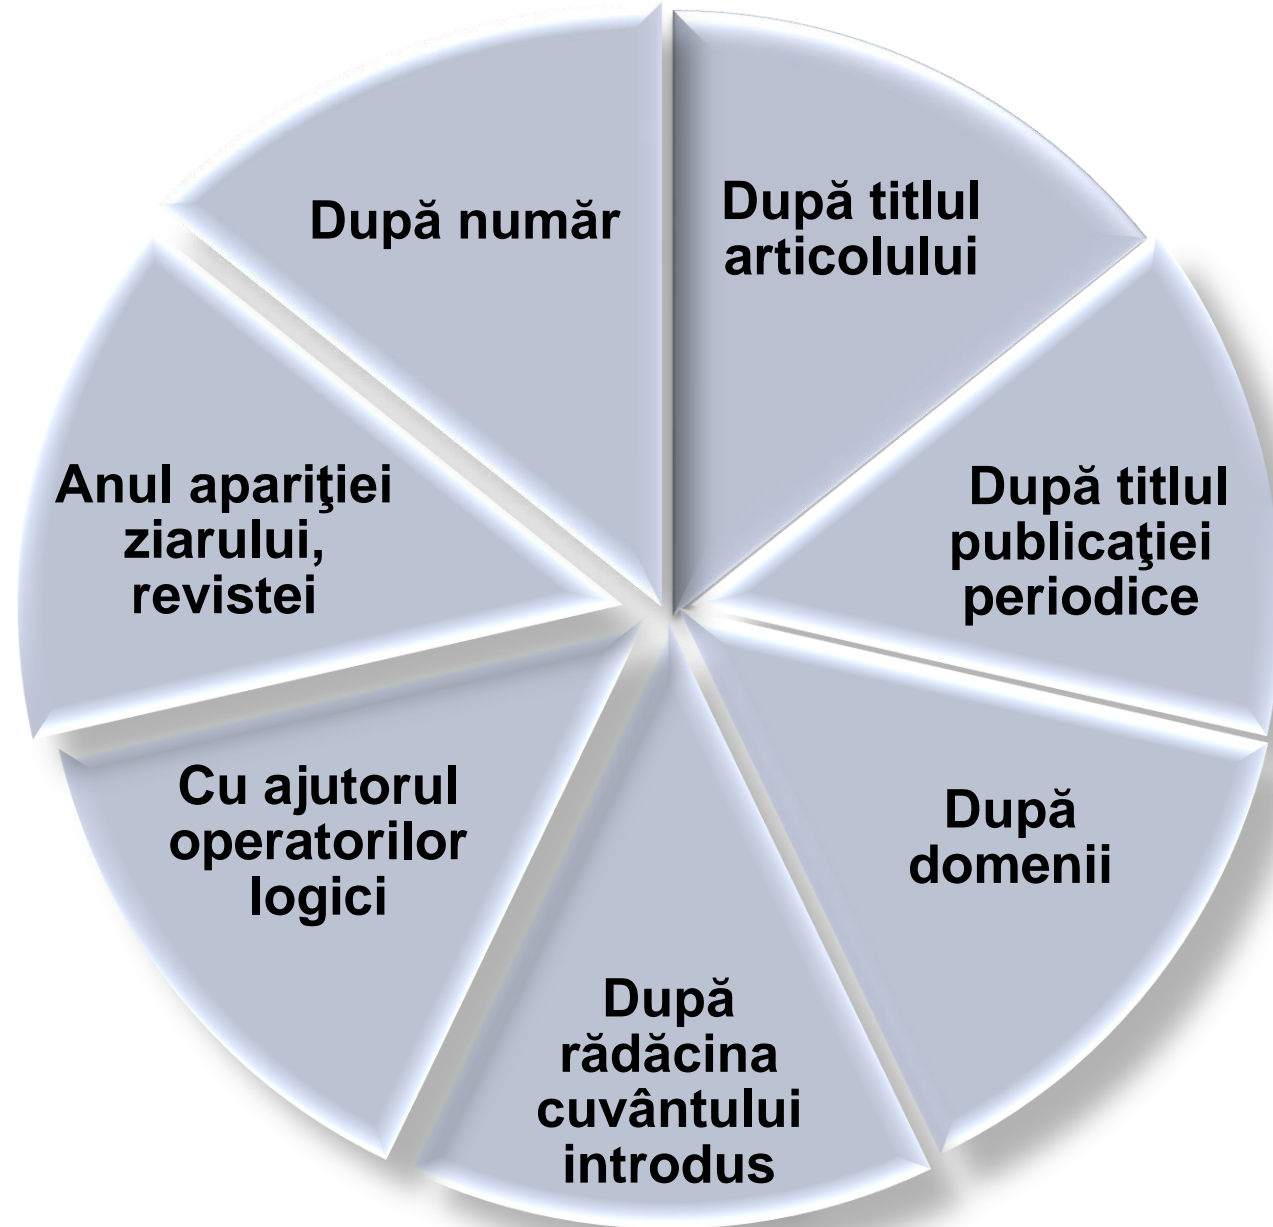 După titlul
articolului
După titlul
publicaţiei
periodice
După
domenii
După
rădăcina
cuvântului
introdus
Cu ajutorul
operatorilor
logici
Anul apariţiei
ziarului,
revistei
După număr